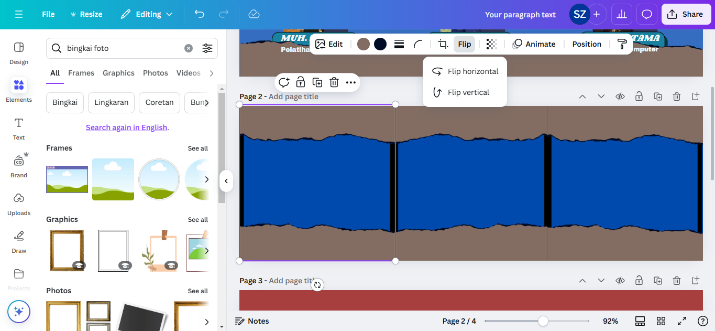 File
Resize
Editing
Your paragraph text
SZ
Share
Design
Elements
Text
Brand
Uploads
Draw
bingkai foto
All Frames Graphics Photos Videos
Bingkai Lingkaran Coretan
Search again in English.
Frames See all
Graphics See all
Photos See all
Edit
Flip
Animate
Position
Flip horizontal
Flip vertical
MUH.
TAMA
Page 2 - Add page title
Page 3 - Add page title
Notes
Page 2 / 4
92%